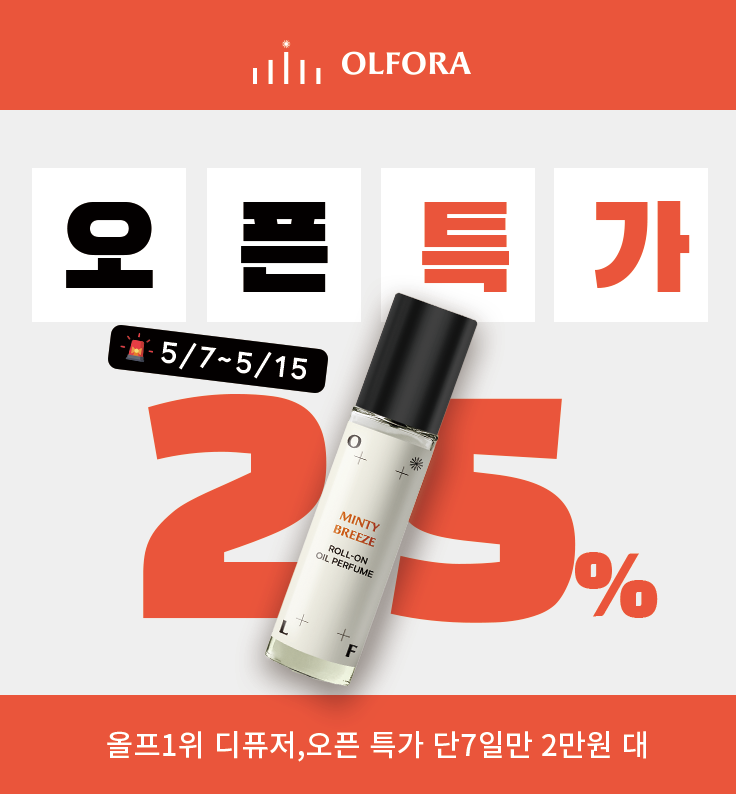 OLFORA
오픈특가
5/7~5/15
25%
O
MINTY
BREEZE
ROLL-ON
OIL PERFUME
L
F
올프1위 디퓨저,오픈 특가 단7일만 2만원 대